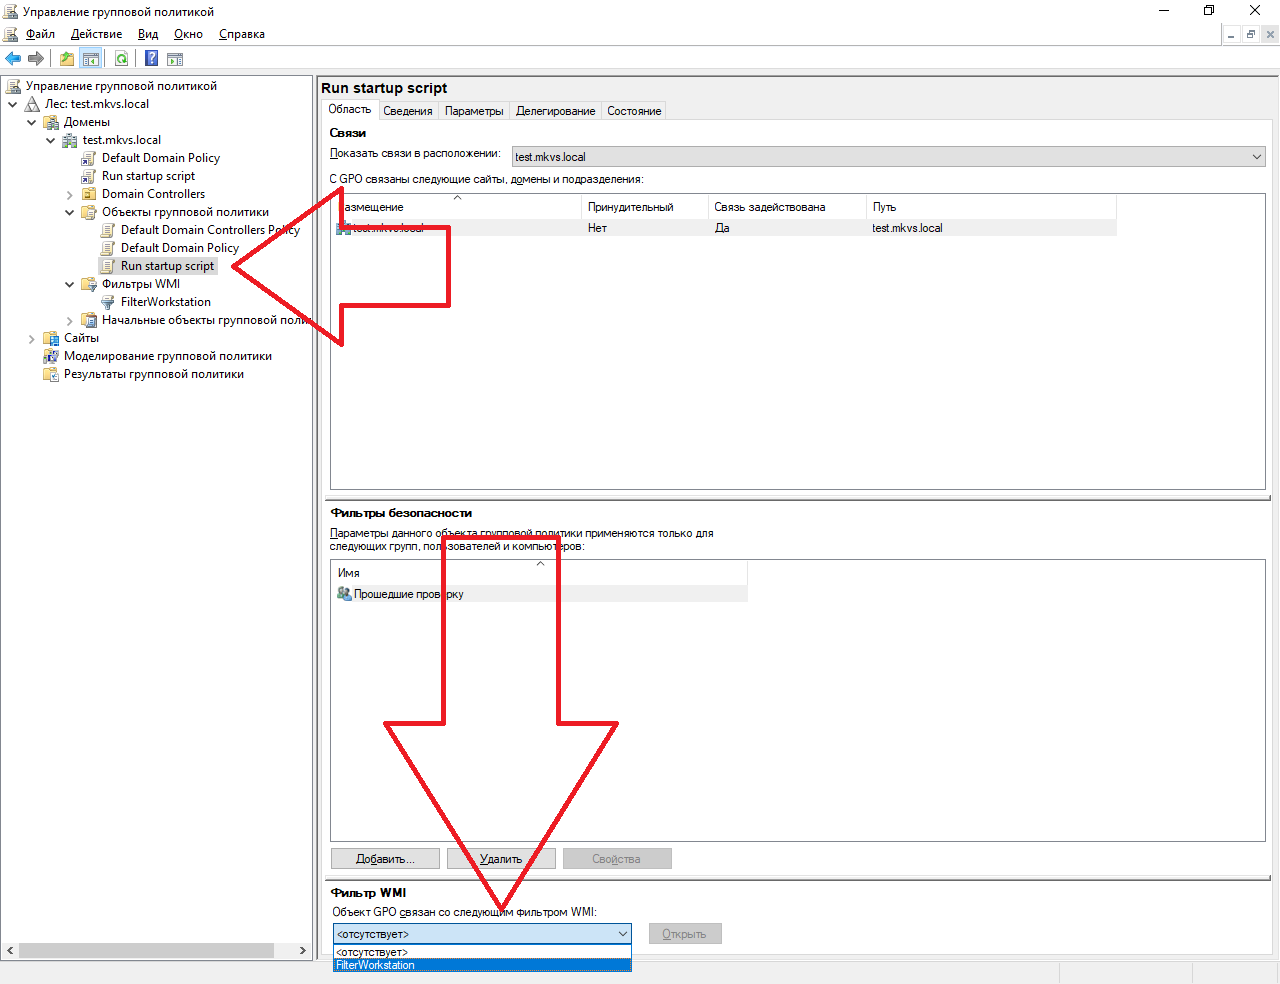 Управление групповой политикой
Файл Действие Вид Окно Справка
Управление групповой политикой
Лес: test.mkvs.local
Домены
test.mkvs.local
Default Domain Policy
Run startup script
Domain Controllers
Объекты групповой политики
Default Domain Controllers Policy
Default Domain Policy
Run startup script
Фильтры WMI
FilterWorkstation
Начальные объекты групповой поли
Сайты
Моделирование групповой политики
Результаты групповой политики
Run startup script
Область Сведения Параметры Делегирование Состояние
Связи
Показать связи в расположении: test.mkvs.local
С GPO связаны следующие сайты, домены и подразделения:
Размещение Принудительный Связь задействована Путь
test.mkvs.local Нет Да test.mkvs.local
Фильтры безопасности
Параметры данного объекта групповой политики применяются только для
следующих групп, пользователей и компьютеров:
Имя
Прошедшие проверку
Добавить... Удалить Свойства
Фильтр WMI
Объект GPO связан со следующим фильтром WMI:
<отсутствует> Открыть
<отсутствует>
FilterWorkstation